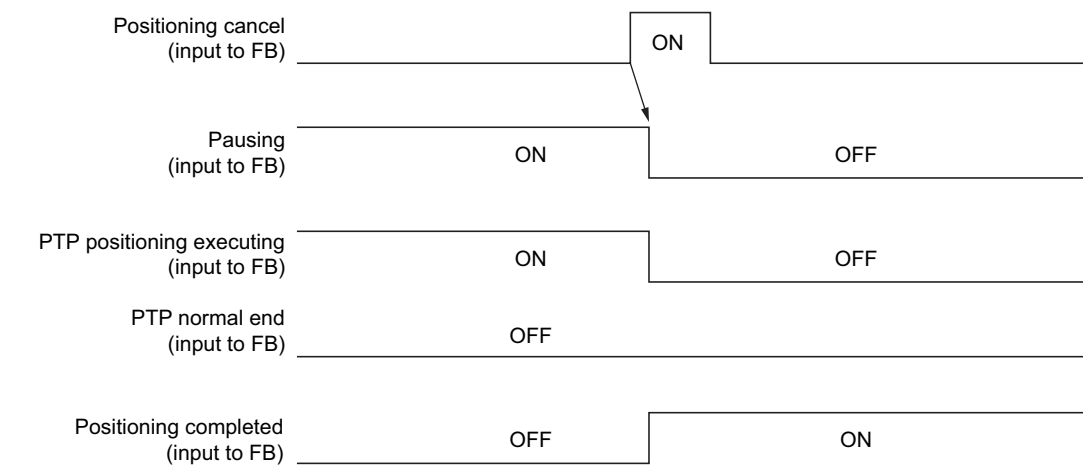 Positioning cancel
(input to FB)
ON
Pausing
(input to FB)
ON
OFF
PTP positioning executing
(input to FB)
ON
OFF
PTP normal end
(input to FB)
OFF
Positioning completed
(input to FB)
OFF
ON